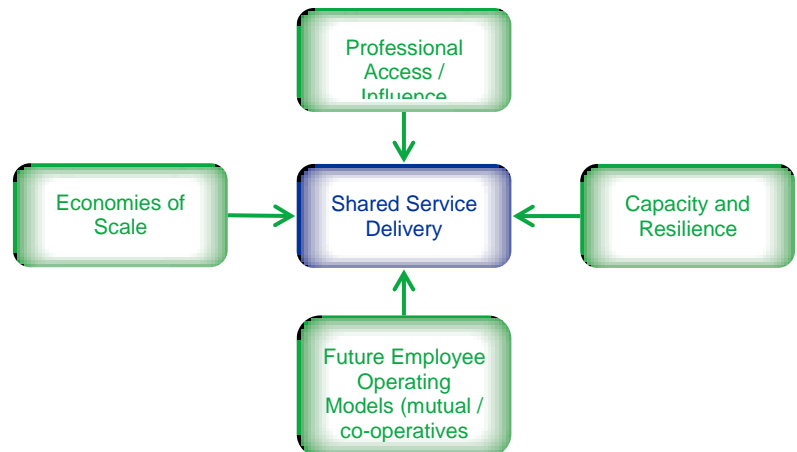 Professional
Access /
Influence
Economies of
Scale
Shared Service
Delivery
Capacity and
Resilience
Future Employee
Operating
Models (mutual /
co-operatives